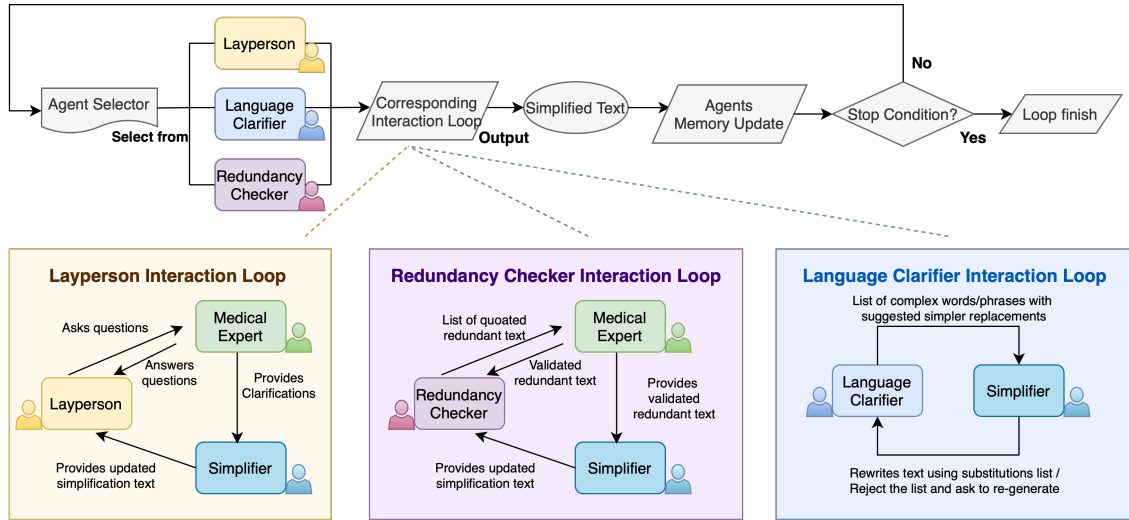 Layperson
No
Agent Selector
Select from
Language
Clarifier
Corresponding
Interaction Loop
Output
Simplified Text
Agents
Memory Update
Stop Condition?
Yes
Loop finish
Redundancy
Checker
Layperson Interaction Loop
Asks questions
Medical
Expert
Answers
questions
Provides
Clarifications
Layperson
Provides updated
simplification text
Simplifier
Redundancy Checker Interaction Loop
List of quoated
redundant text
Medical
Expert
Validated
redundant text
Provides
validated
redundant text
Redundancy
Checker
Provides updated
simplification text
Simplifier
Language Clarifier Interaction Loop
List of complex words/phrases with
suggested simpler replacements
Language
Clarifier
Simplifier
Rewrites text using substitutions list /
Reject the list and ask to re-generate